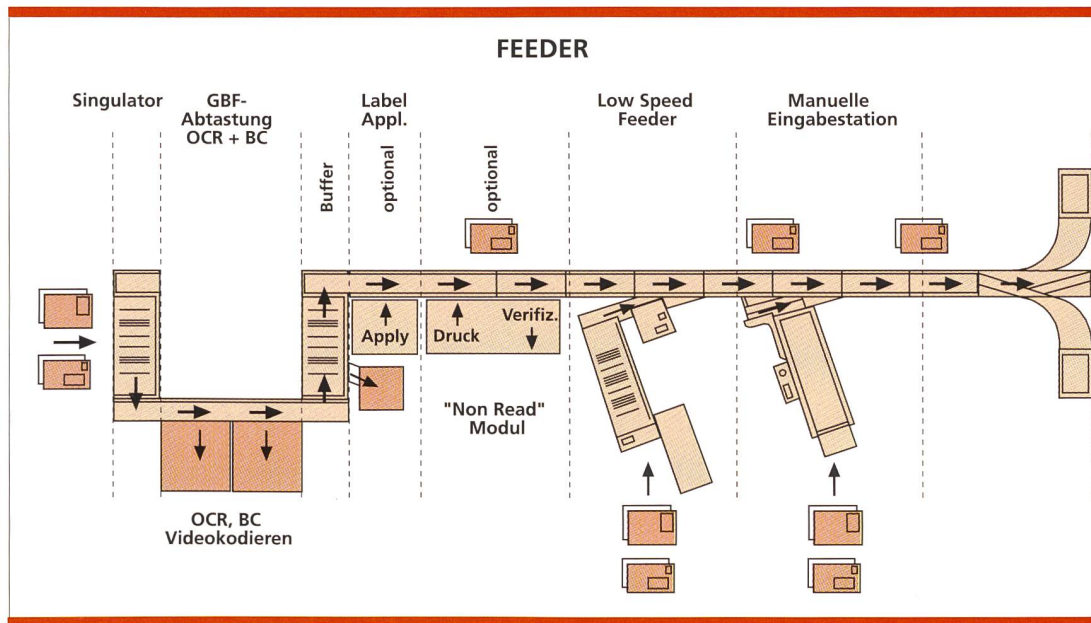 FEEDER
Singulator
GBF-
Abtastung
OCR + BC
Buffer
Label
Appl.
optional
optional
Low Speed
Feeder
Manuelle
Eingabestation
Apply
Druck
Verifiz.
"Non Read"
Modul
OCR, BC
Videokodieren